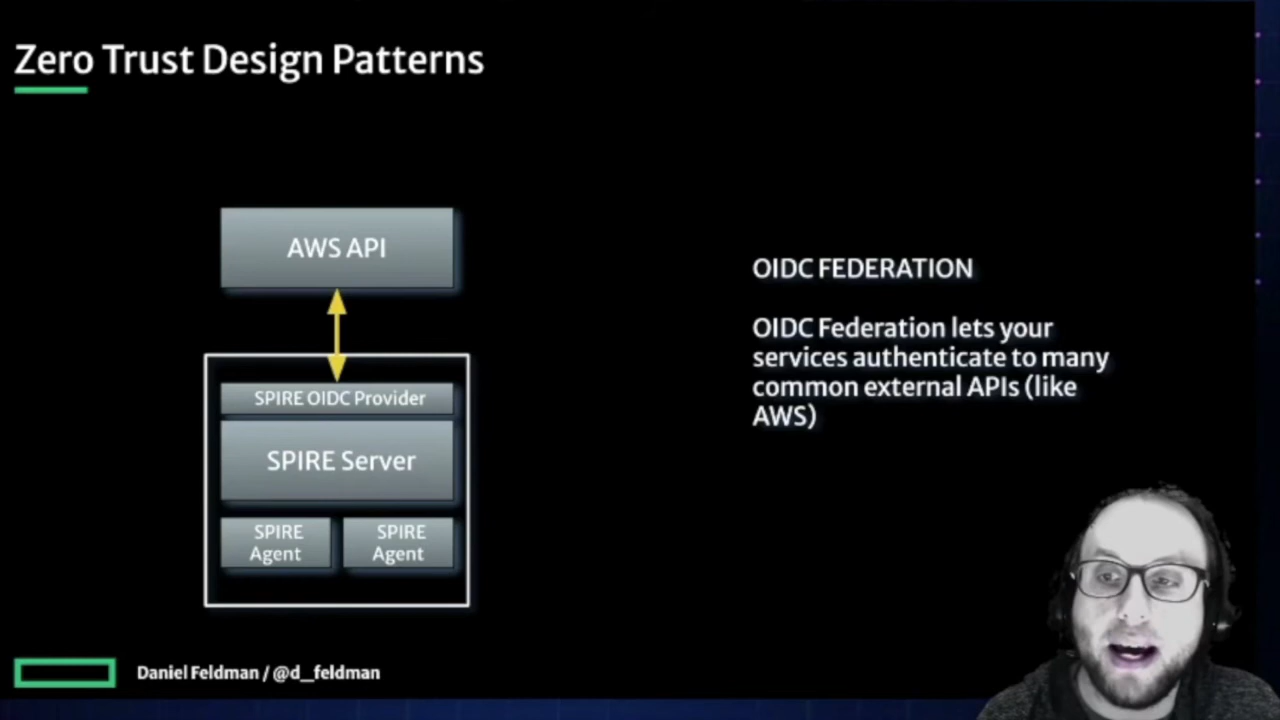 Zero Trust Design Patterns
AWS API
SPIRE OIDC Provider
SPIRE Server
SPIRE
Agent
SPIRE
Agent
OIDC FEDERATION
OIDC Federation lets your
services authenticate to many
common external APIs (like
AWS)
Daniel Feldman / @d_feldman